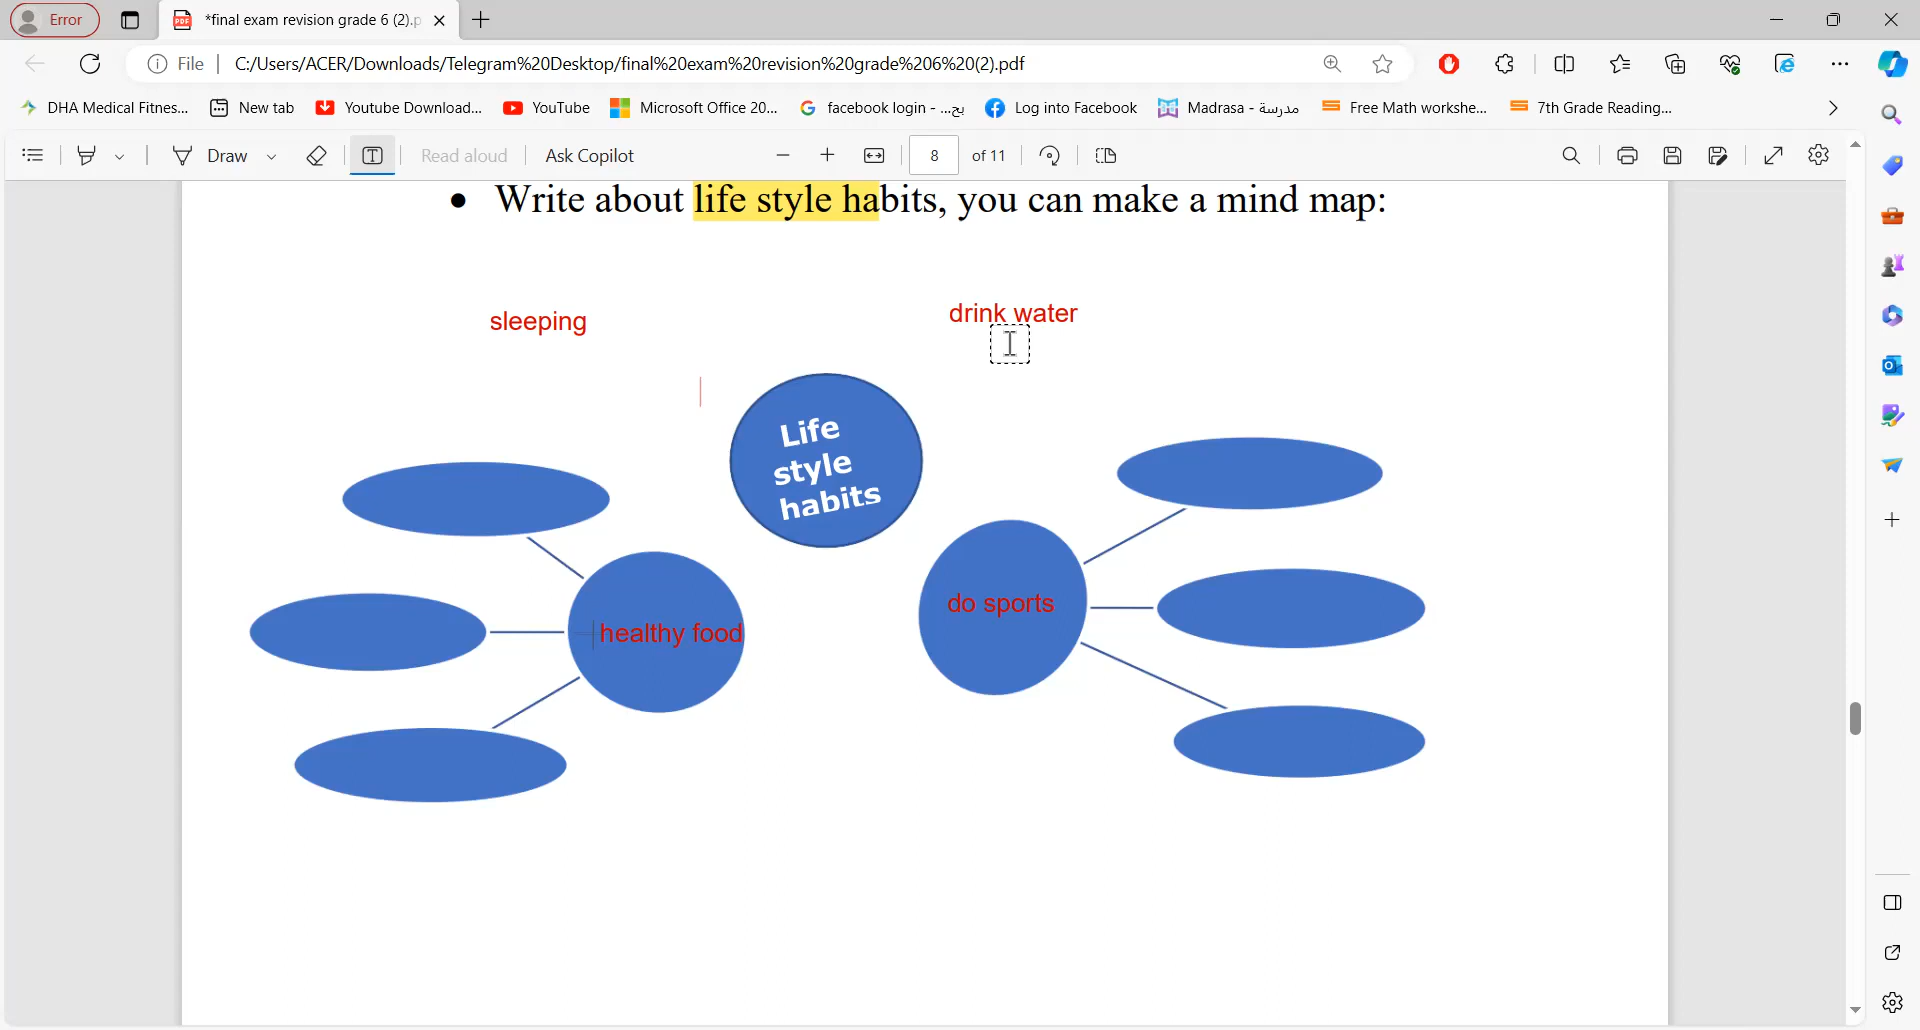 Error
*final exam revision grade 6 (2).p
File
C:/Users/ACER/Downloads/Telegram%20Desktop/final%20exam%20revision%20grade%206%20(2).pdf
DHA Medical Fitnes...
New tab
Youtube Download...
YouTube
Microsoft Office 20...
facebook login - ...بح
Log into Facebook
Madrasa - مدرسة
Free Math workshe...
7th Grade Reading...
Draw
Read aloud
Ask Copilot
8
of 11
• Write about life style habits, you can make a mind map:
sleeping
drink water
Life
style
habits
do sports
healthy food